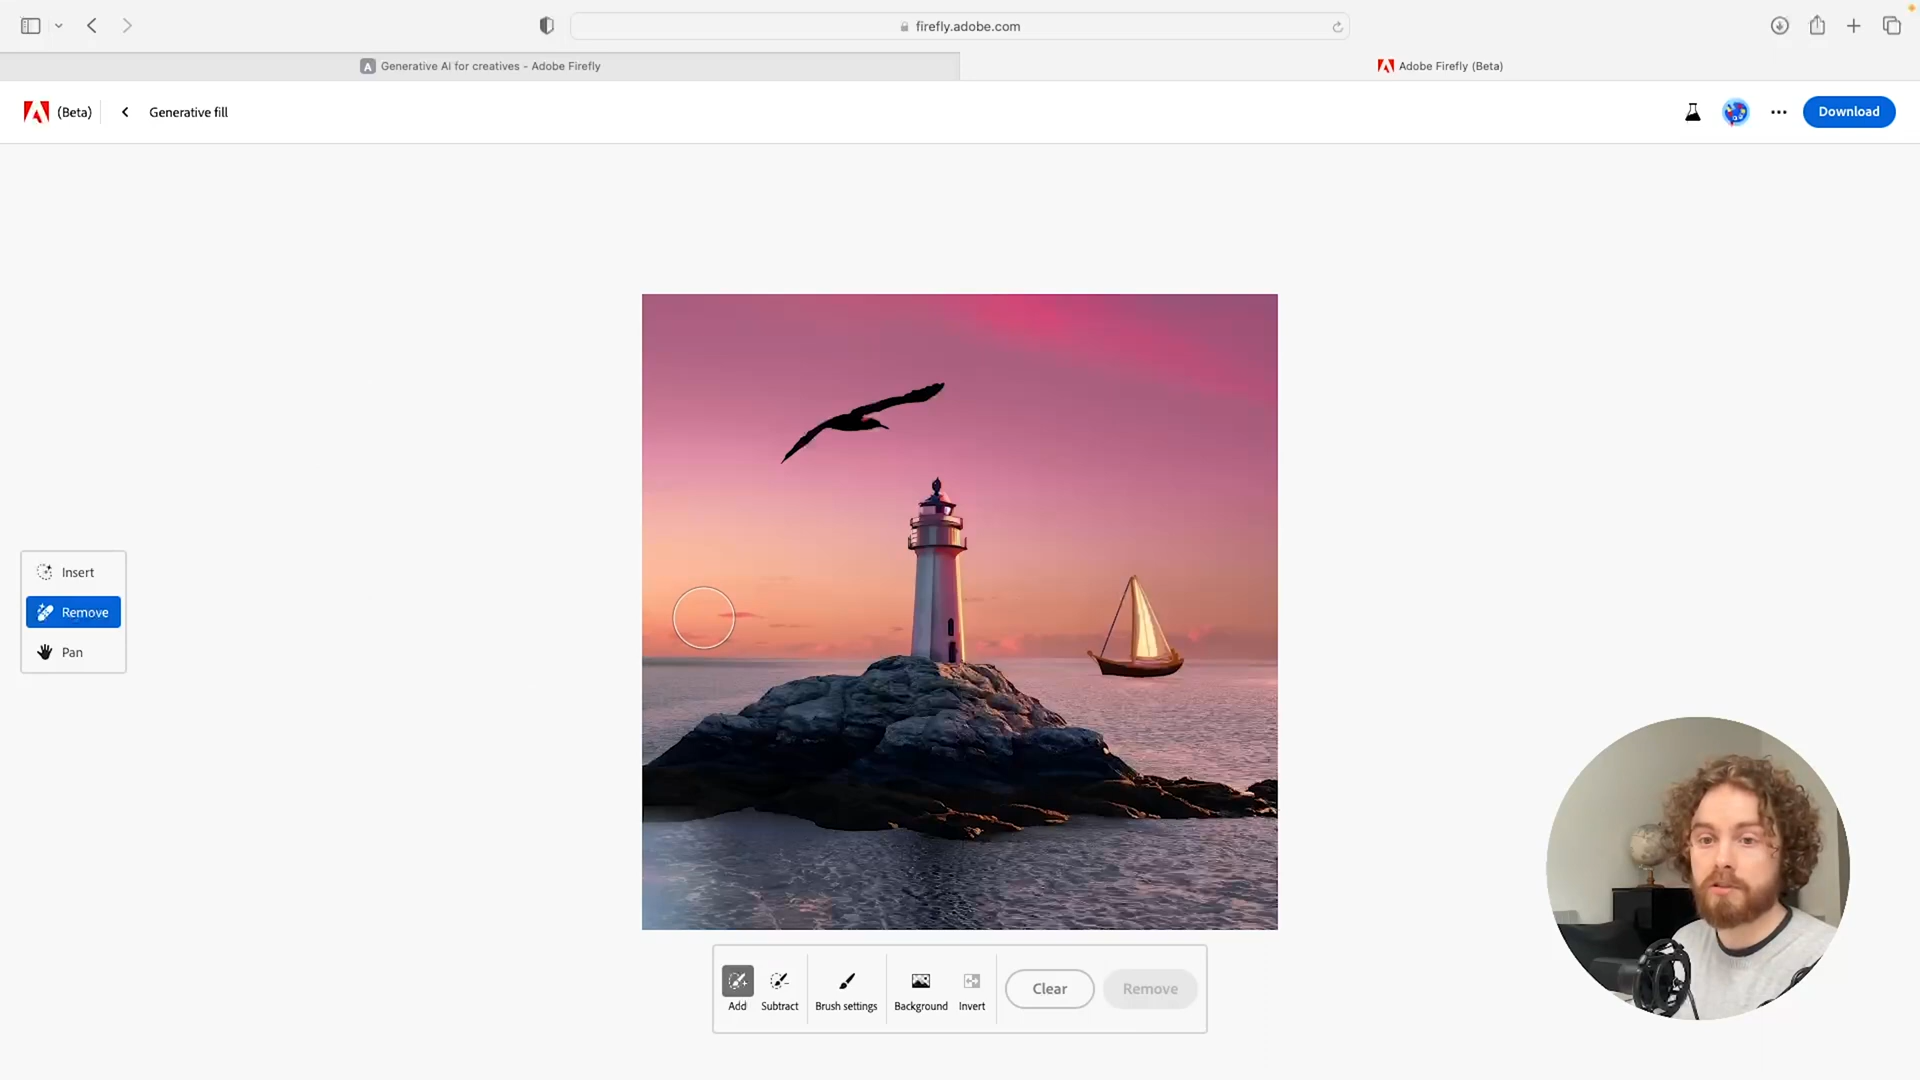 firefly.adobe.com
Generative AI for creatives - Adobe Firefly
Adobe Firefly (Beta)
(Beta)
Generative fill
Download
Insert
Remove
Pan
Add
Subtract
Brush settings
Background
Invert
Clear
Remove